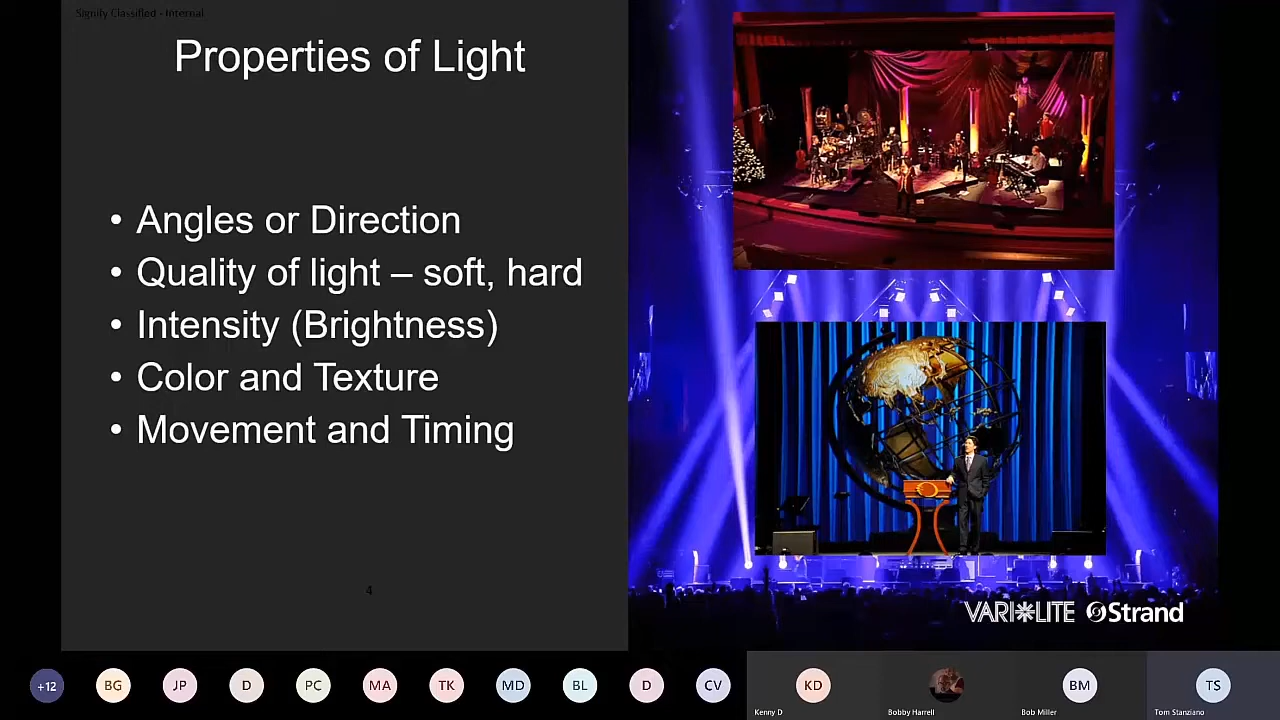 Signify Classified - Internal
Properties of Light
• Angles or Direction
• Quality of light – soft, hard
• Intensity (Brightness)
• Color and Texture
• Movement and Timing
4
VARI*LITE Strand
+12 BG JP D PC MA TK MD BL D CV KD BM TS
Kenny D Bobby Harrell Bob Miller Tom Stanziano